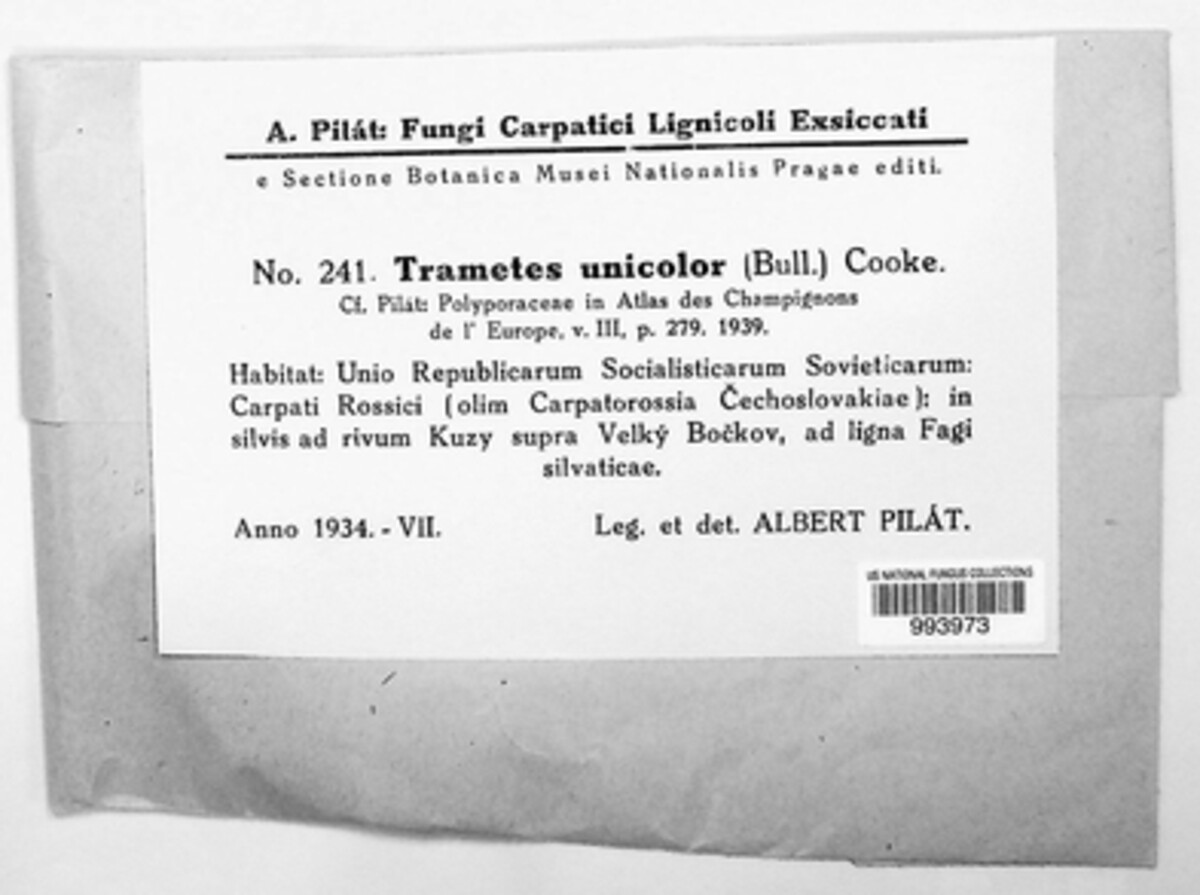 A. Pilát: Fungi Carpatici Lignicoli Exsiccati
e Sectione Botanica Musei Nationalis Pragae editi.
No. 241. Trametes unicolor (Bull.) Cooke.
Cf. Pilát: Polyporaceae in Atlas des Champignons
de l' Europe, v. III, p. 279. 1939.
Habitat: Unio Republicarum Socialisticarum Sovieticarum:
Carpati Rossici (olim Carpatorossia Čechoslovakiae): in
silvis ad rivum Kuzy supra Velký Bočkov, ad ligna Fagi
silvaticae.
Anno 1934. - VII. Leg. et det. ALBERT PILÁT.
US NATIONAL FUNGUS COLLECTIONS
993973